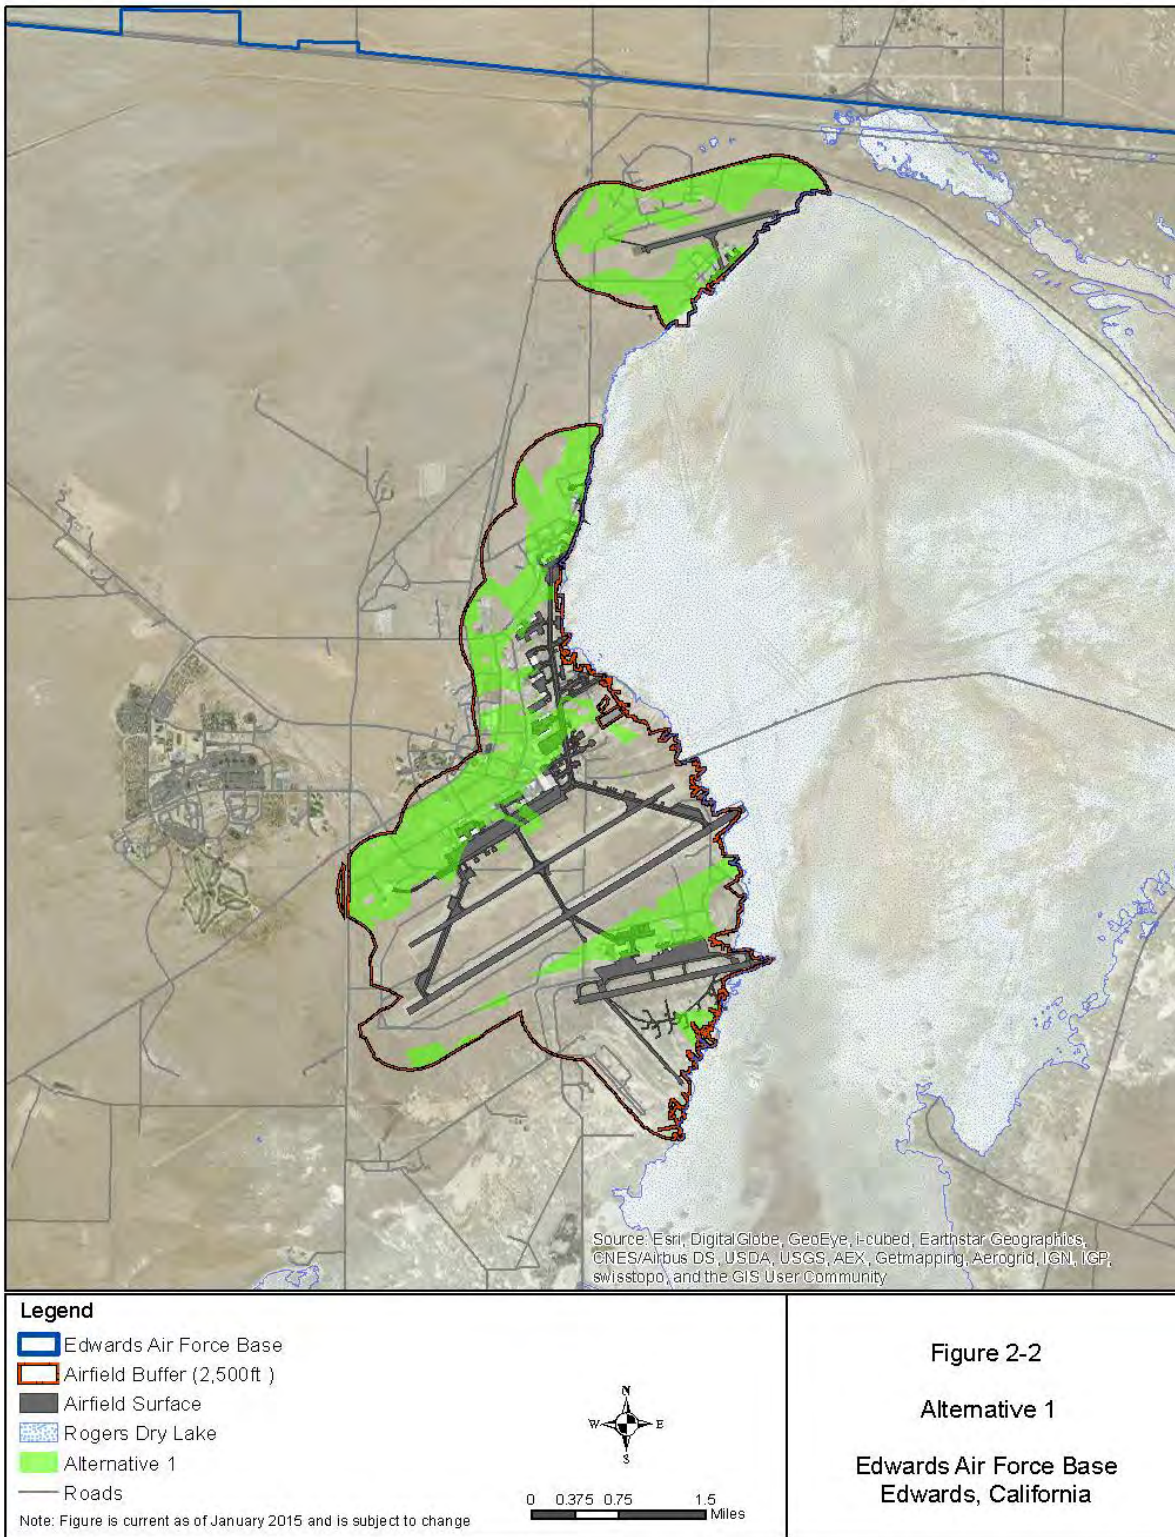 Source: Esri, DigitalGlobe, GeoEye, i-cubed, Earthstar Geographics,
CNES/Airbus DS, USDA, USGS, AEX, Getmapping, Aerogrid, IGN, IGP,
swisstopo, and the GIS User Community
Legend
Edwards Air Force Base
Airfield Buffer (2,500ft )
Airfield Surface
Rogers Dry Lake
Alternative 1
Roads
Note: Figure is current as of January 2015 and is subject to change
N
W E
S
0 0.375 0.75 1.5
Miles
Figure 2-2
Alternative 1
Edwards Air Force Base
Edwards, California